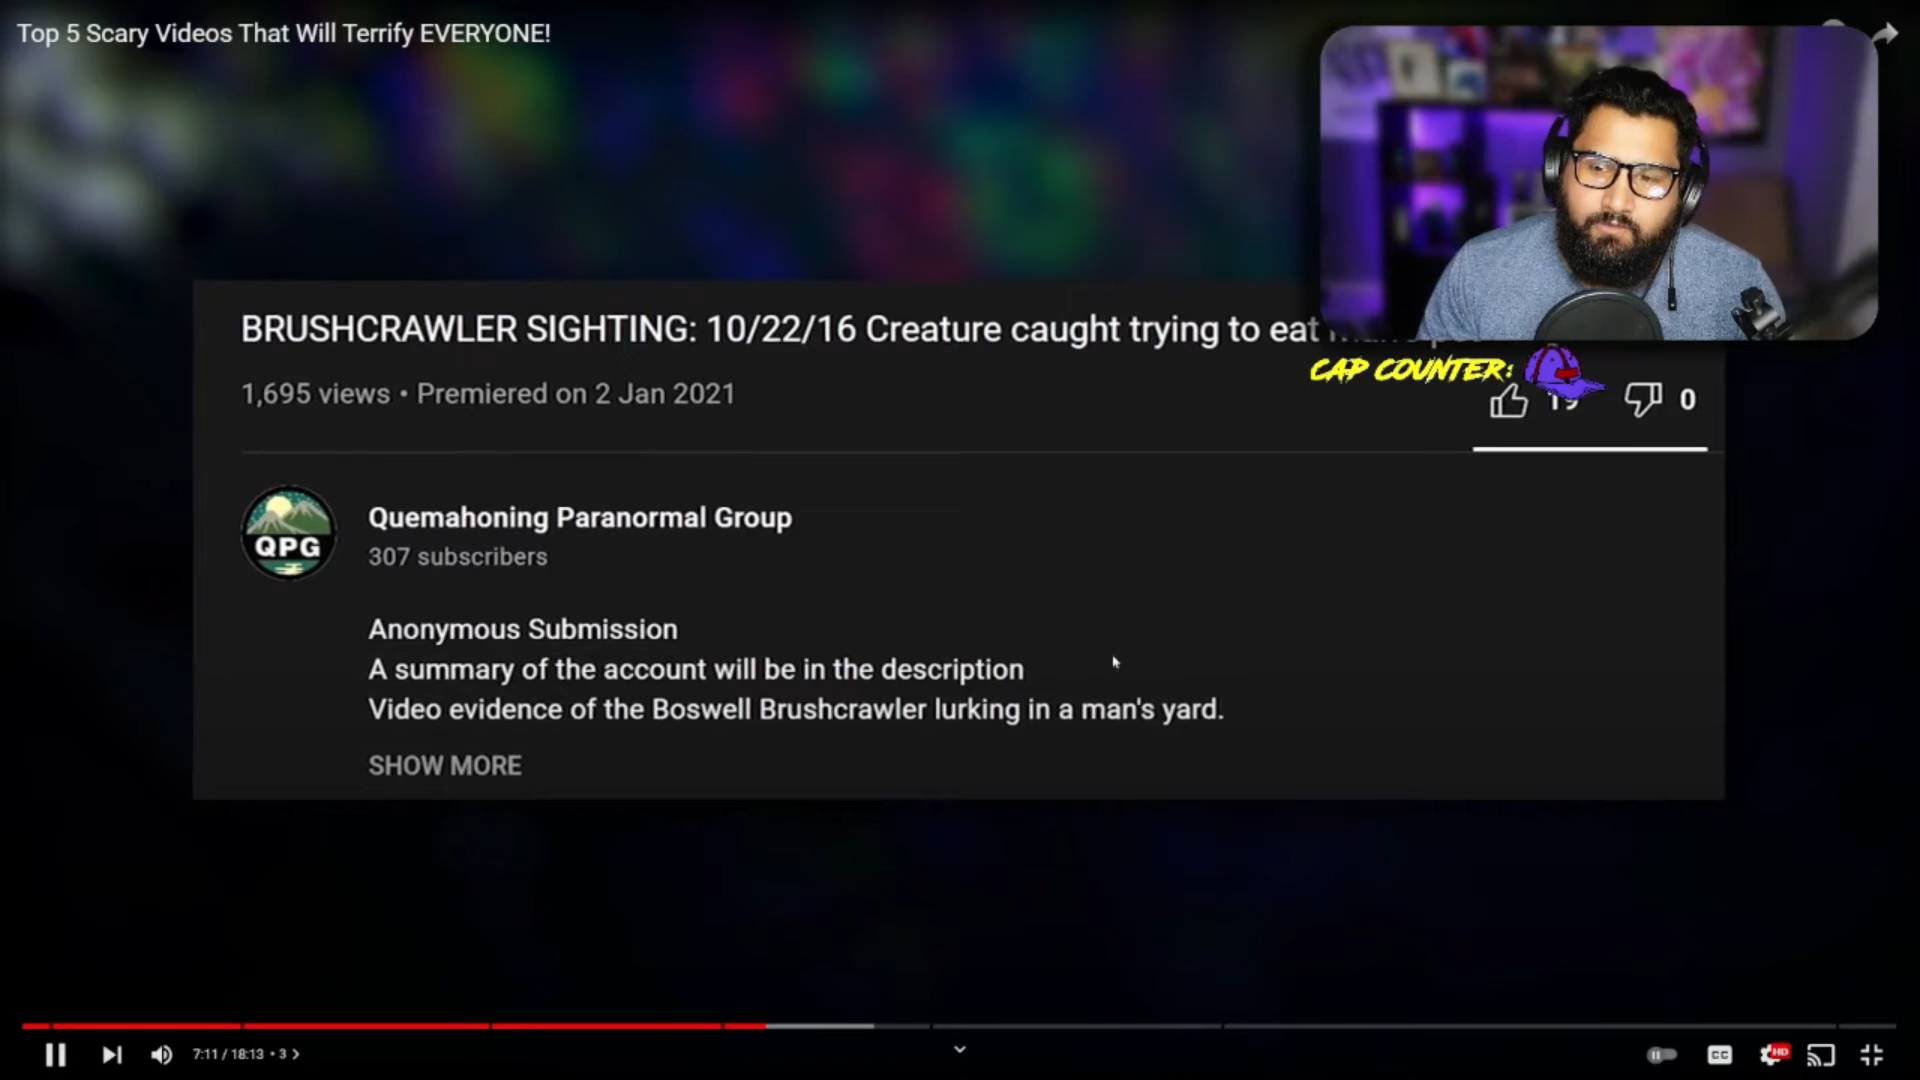 Top 5 Scary Videos That Will Terrify EVERYONE!
BRUSHCRAWLER SIGHTING: 10/22/16 Creature caught trying to eat
CAP COUNTER:
1,695 views • Premiered on 2 Jan 2021
19
0
QPG
Quemahoning Paranormal Group
307 subscribers
Anonymous Submission
A summary of the account will be in the description
Video evidence of the Boswell Brushcrawler lurking in a man's yard.
SHOW MORE
7:11 / 18:13 • 3 >
CC
HD